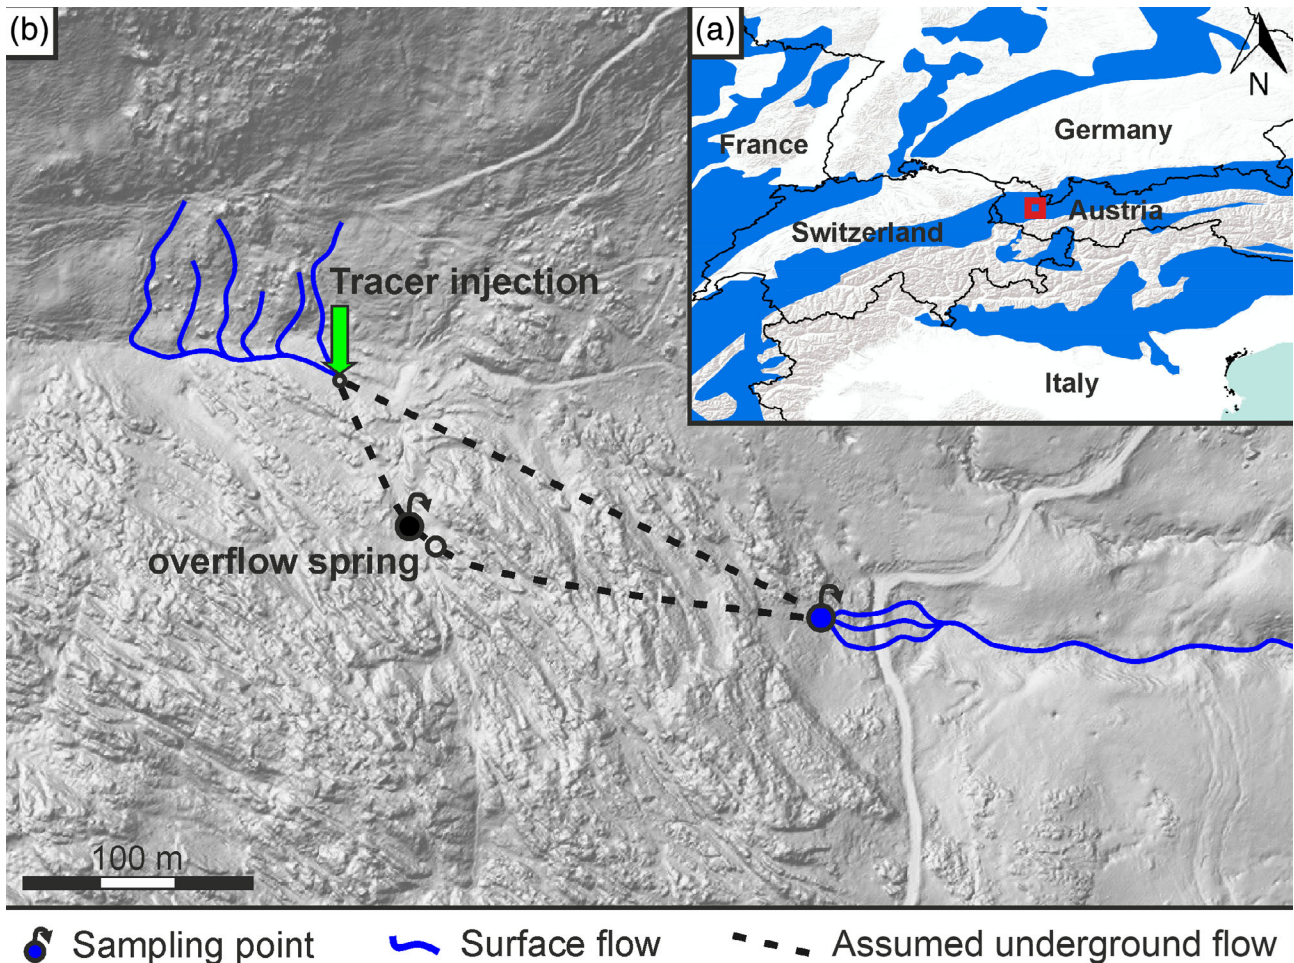 (b)
(a)
N
France
Germany
Austria
Switzerland
Italy
Tracer injection
overflow spring
100 m
Sampling point
Surface flow
Assumed underground flow